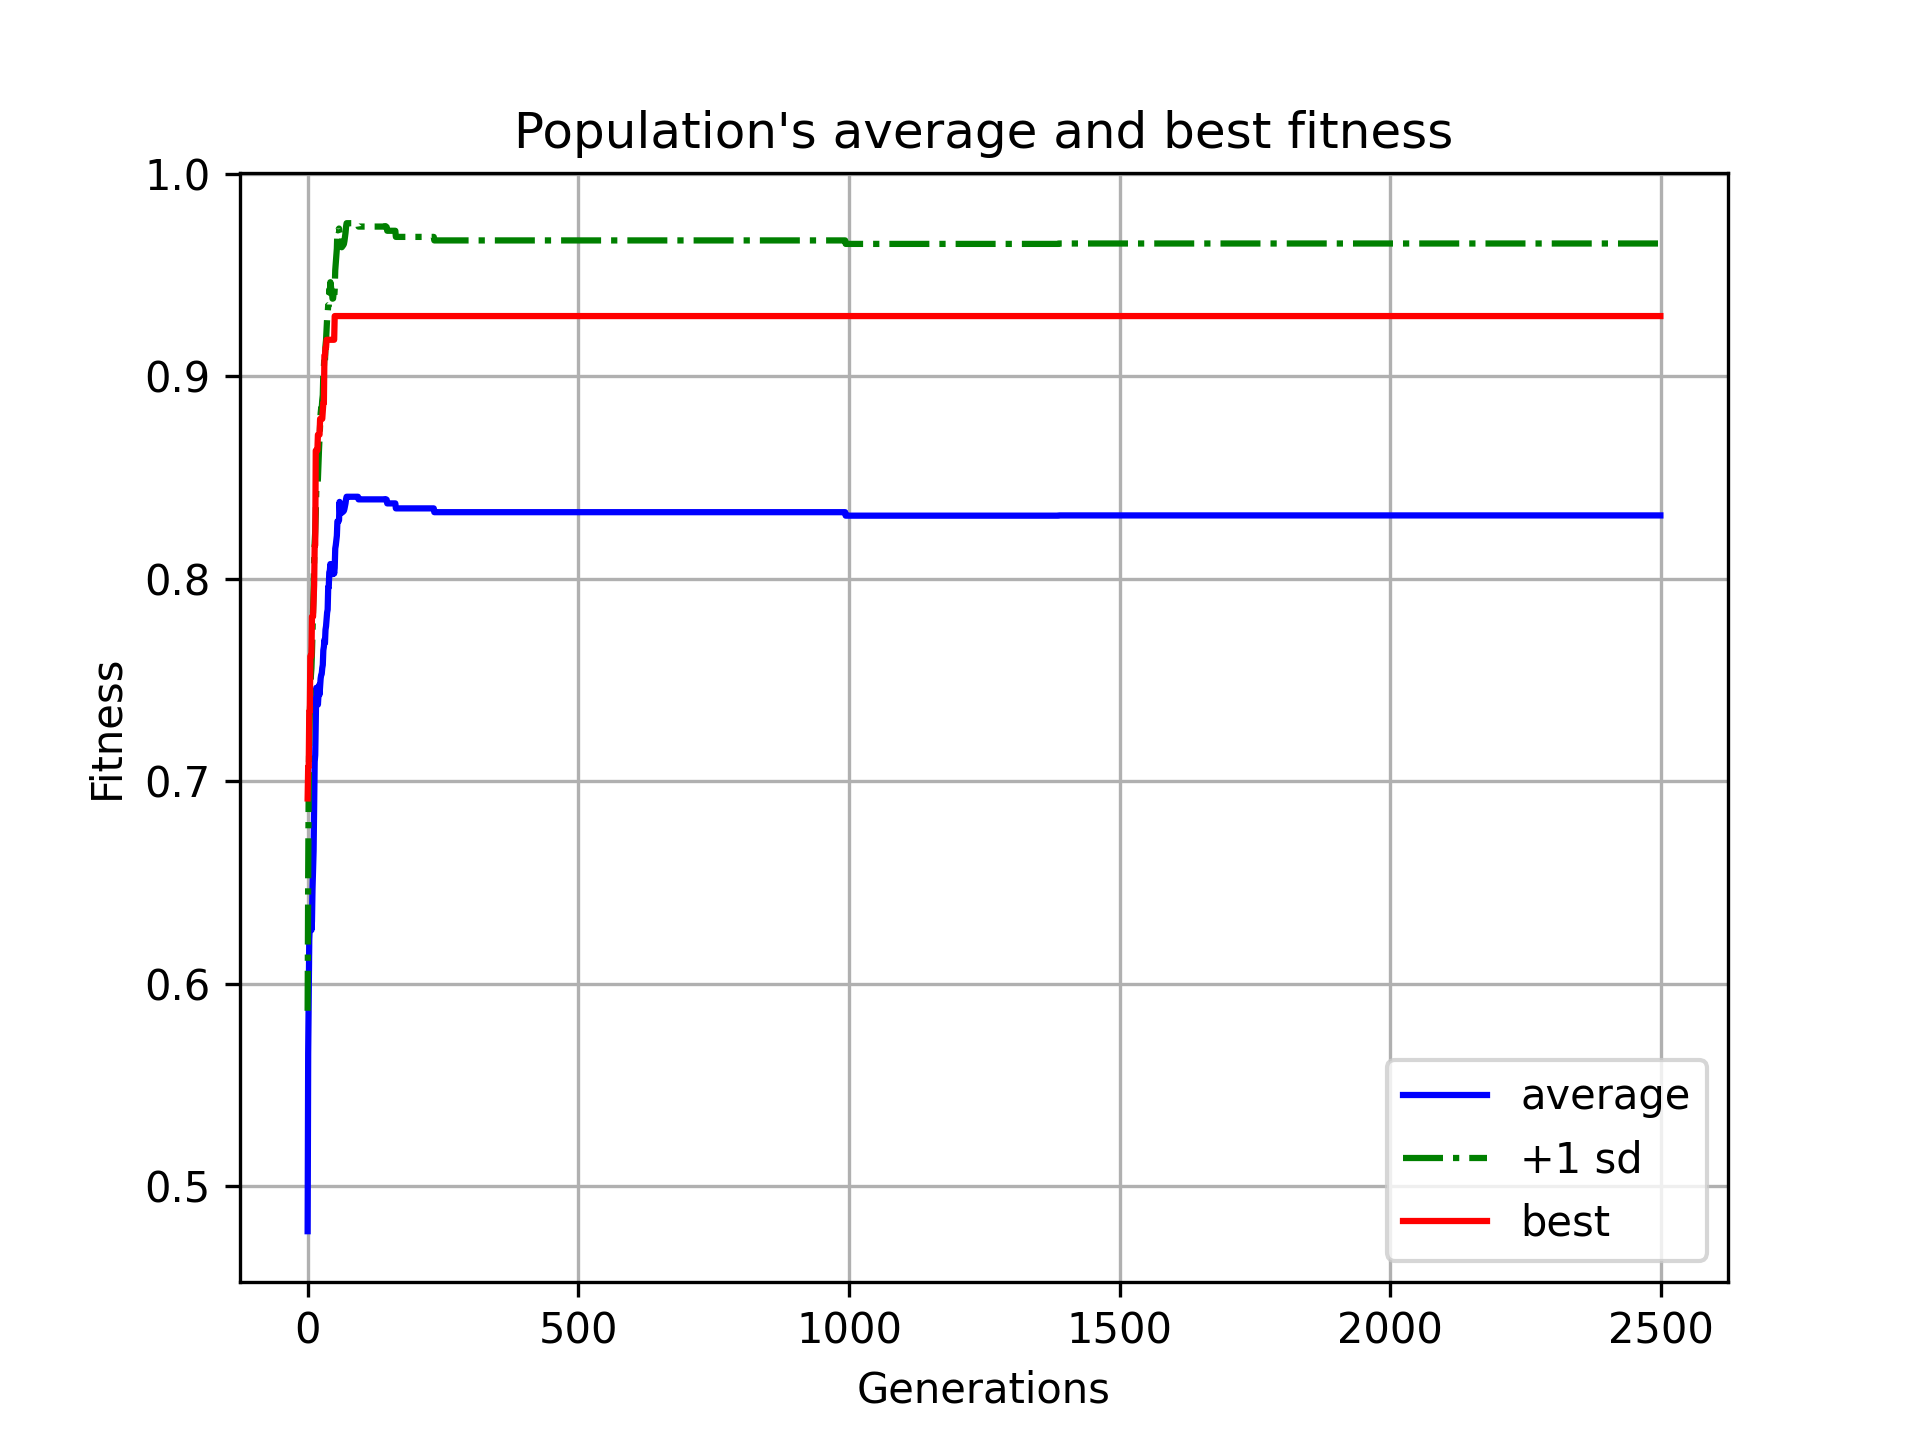 Population's average and best fitness
1.0
0.9
0.8
0.7
0.6
0.5
Fitness
0 500 1000 1500 2000 2500
Generations
average
+1 sd
best